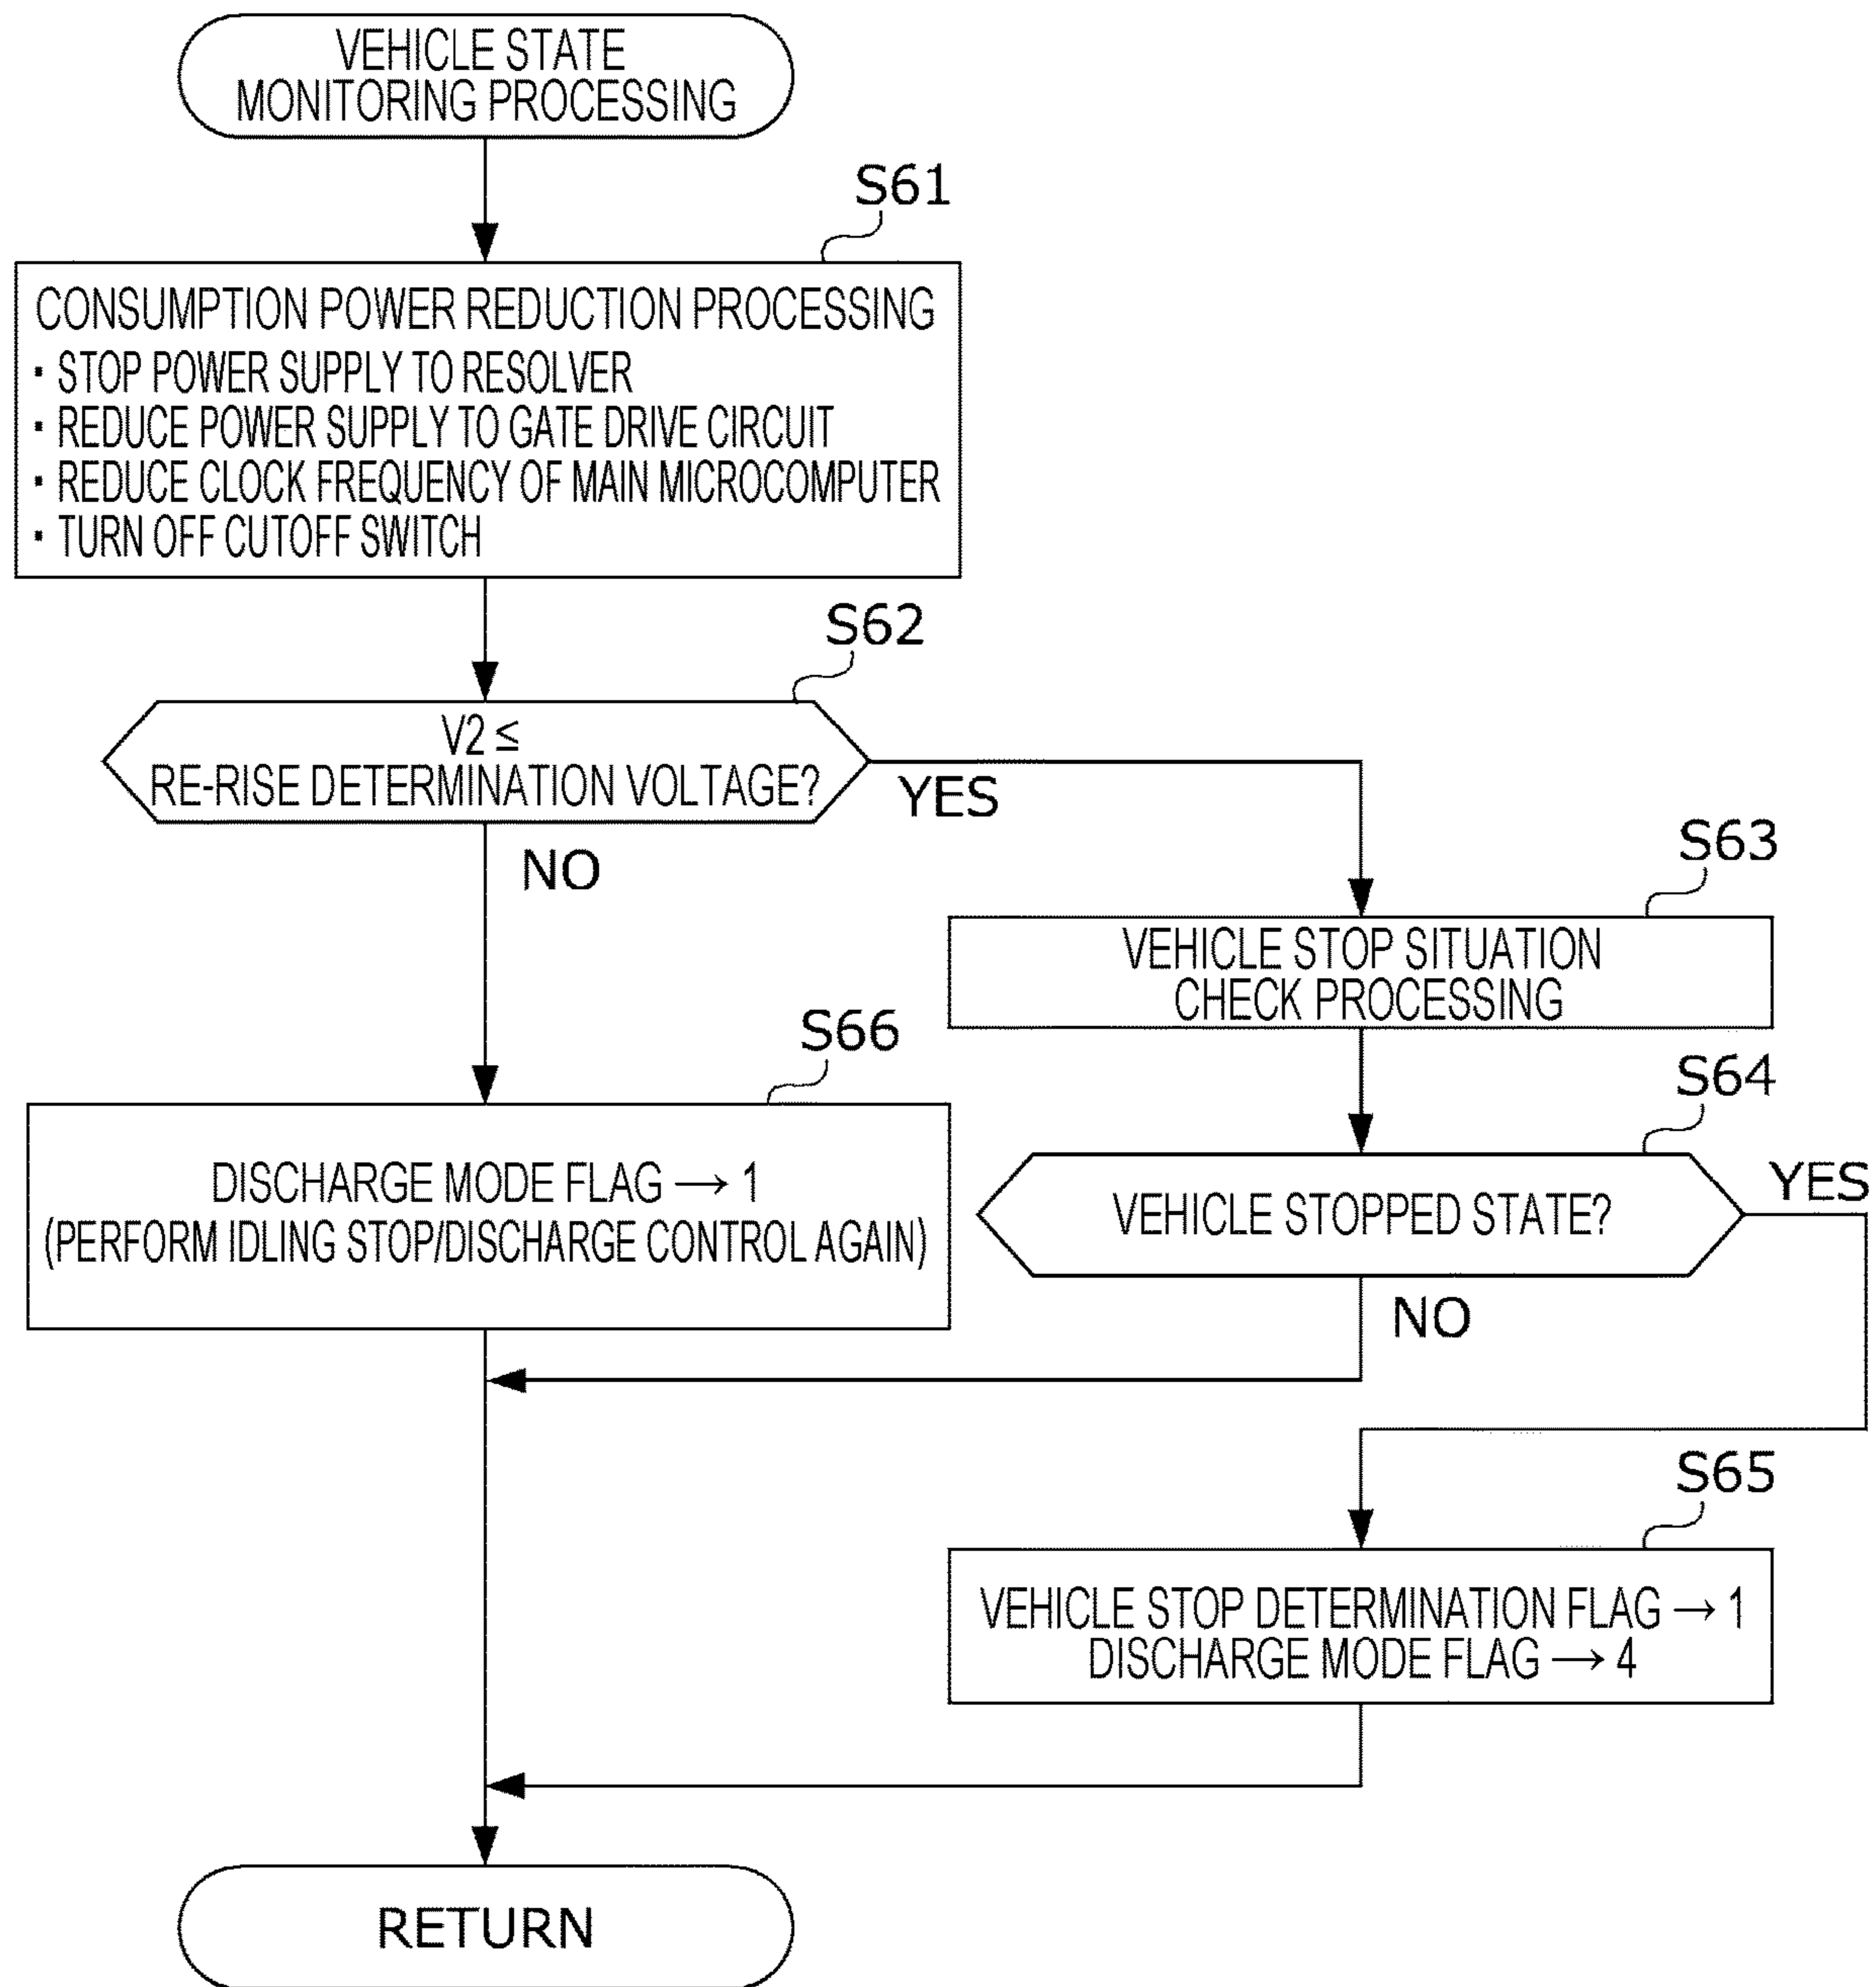 VEHICLE STATE
MONITORING PROCESSING
S61
CONSUMPTION POWER REDUCTION PROCESSING
▪ STOP POWER SUPPLY TO RESOLVER
▪ REDUCE POWER SUPPLY TO GATE DRIVE CIRCUIT
▪ REDUCE CLOCK FREQUENCY OF MAIN MICROCOMPUTER
▪ TURN OFF CUTOFF SWITCH
S62
V2 ≤
RE-RISE DETERMINATION VOLTAGE?
YES
NO
S63
VEHICLE STOP SITUATION
CHECK PROCESSING
S66
DISCHARGE MODE FLAG → 1
(PERFORM IDLING STOP/DISCHARGE CONTROL AGAIN)
S64
VEHICLE STOPPED STATE?
YES
NO
S65
VEHICLE STOP DETERMINATION FLAG → 1
DISCHARGE MODE FLAG → 4
RETURN